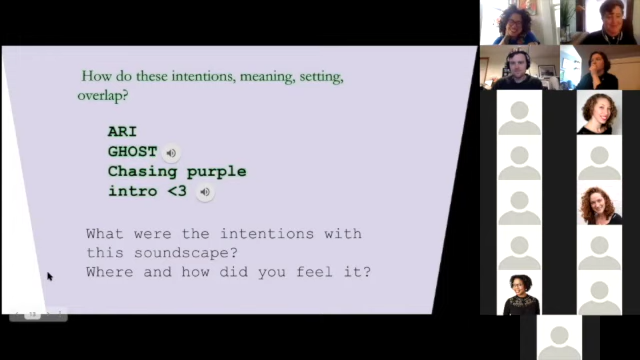 How do these intentions, meaning, setting,
overlap?
ARI
GHOST
Chasing purple
intro <3
What were the intentions with
this soundscape?
Where and how did you feel it?